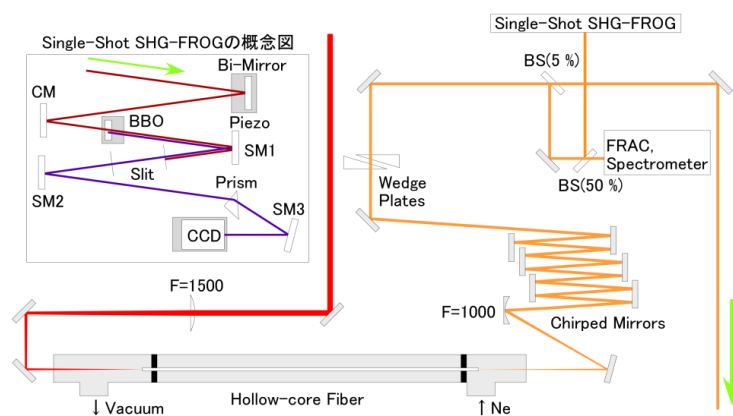 Single-Shot SHG-FROG
Single-Shot SHG-FROGの概念図
Bi-Mirror
BS(5 %)
CM
BBO
Piezo
FRAC,
Spectrometer
SM1
Slit
BS(50 %)
SM2
Prism
SM3
Wedge
Plates
CCD
F=1500
F=1000
Chirped Mirrors
Hollow-core Fiber
↓Vacuum
↑Ne